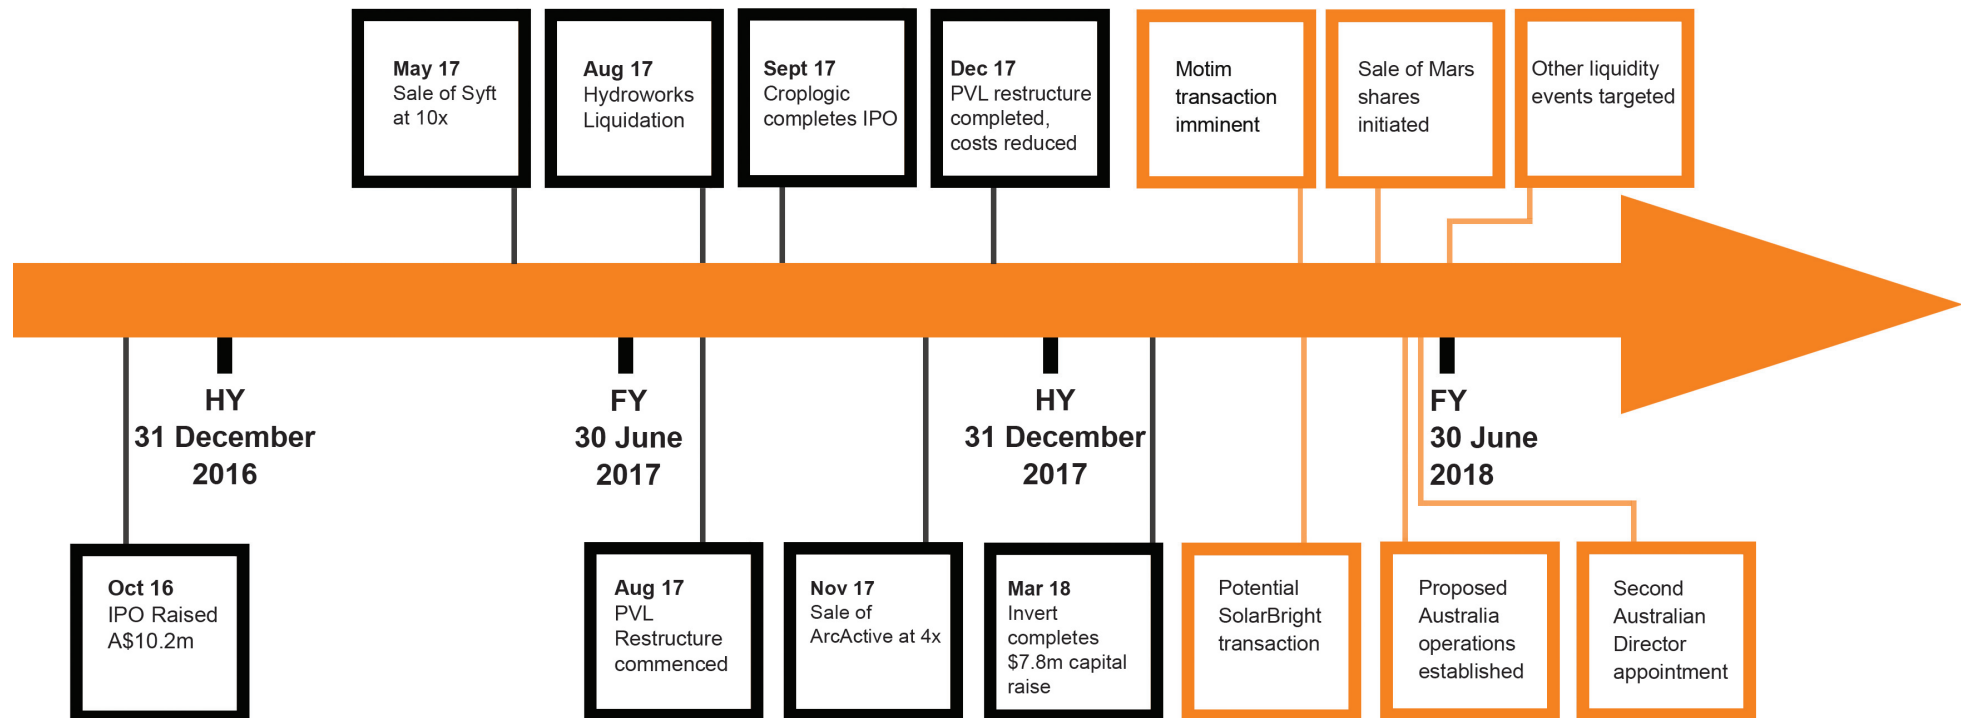 May 17
Sale of Syft
at 10x
Aug 17
Hydroworks
Liquidation
Sept 17
Croplogic
completes IPO
Dec 17
PVL restructure
completed,
costs reduced
Motim
transaction
imminent
Sale of Mars
shares
initiated
Other liquidity
events targeted
HY
31 December
2016
FY
30 June
2017
HY
31 December
2017
FY
30 June
2018
Oct 16
IPO Raised
A$10.2m
Aug 17
PVL
Restructure
commenced
Nov 17
Sale of
ArcActive at 4x
Mar 18
Invert
completes
$7.8m capital
raise
Potential
SolarBright
transaction
Proposed
Australia
operations
established
Second
Australian
Director
appointment